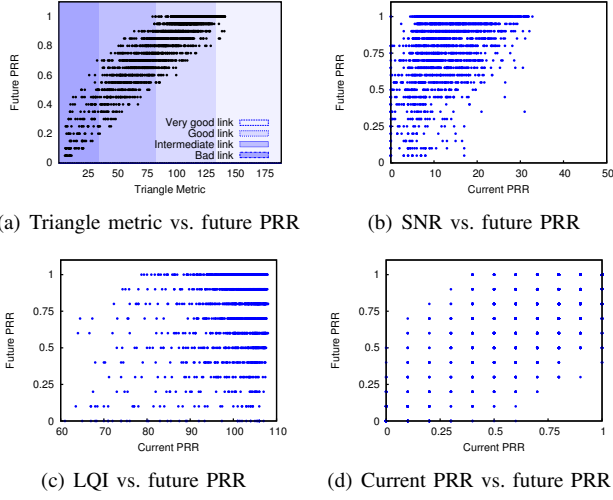 1
0.8
0.6
0.4
0.2
0
Future PRR
25 50 75 100 125 150 175
Triangle Metric
Very good link
Good link
Intermediate link
Bad link
1
0.75
0.5
0.25
0
Future PRR
0 10 20 30 40 50
Current PRR
(a) Triangle metric vs. future PRR
(b) SNR vs. future PRR
1
0.75
0.5
0.25
0
Future PRR
60 70 80 90 100 110
Current PRR
1
0.75
0.5
0.25
0
Future PRR
0 0.25 0.5 0.75 1
Current PRR
(c) LQI vs. future PRR
(d) Current PRR vs. future PRR